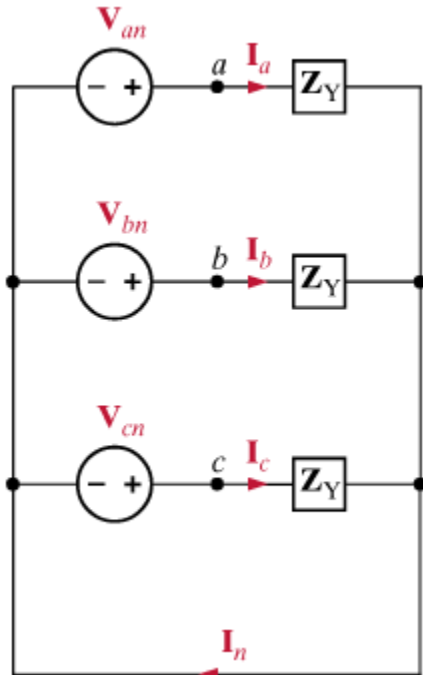 V_an
a I_a Z_Y
− +
V_bn
b I_b Z_Y
− +
V_cn
c I_c Z_Y
− +
I_n